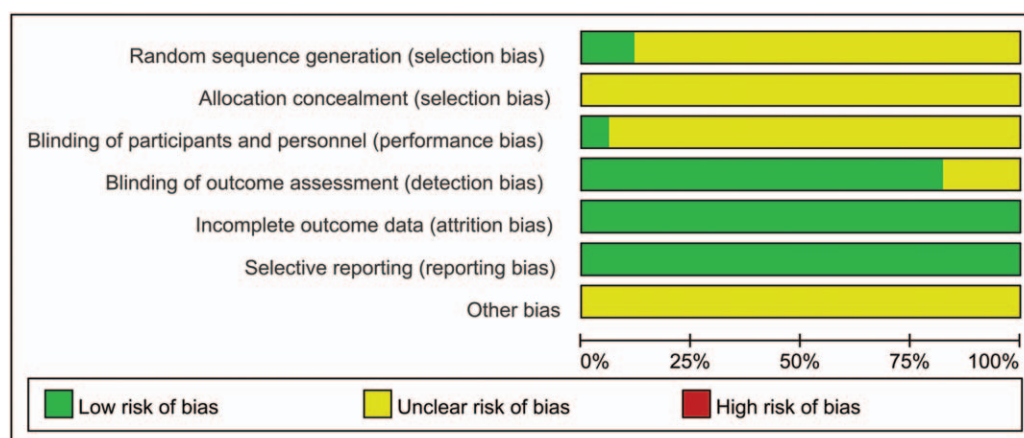 Random sequence generation (selection bias)
Allocation concealment (selection bias)
Blinding of participants and personnel (performance bias)
Blinding of outcome assessment (detection bias)
Incomplete outcome data (attrition bias)
Selective reporting (reporting bias)
Other bias
0% 25% 50% 75% 100%
Low risk of bias Unclear risk of bias High risk of bias